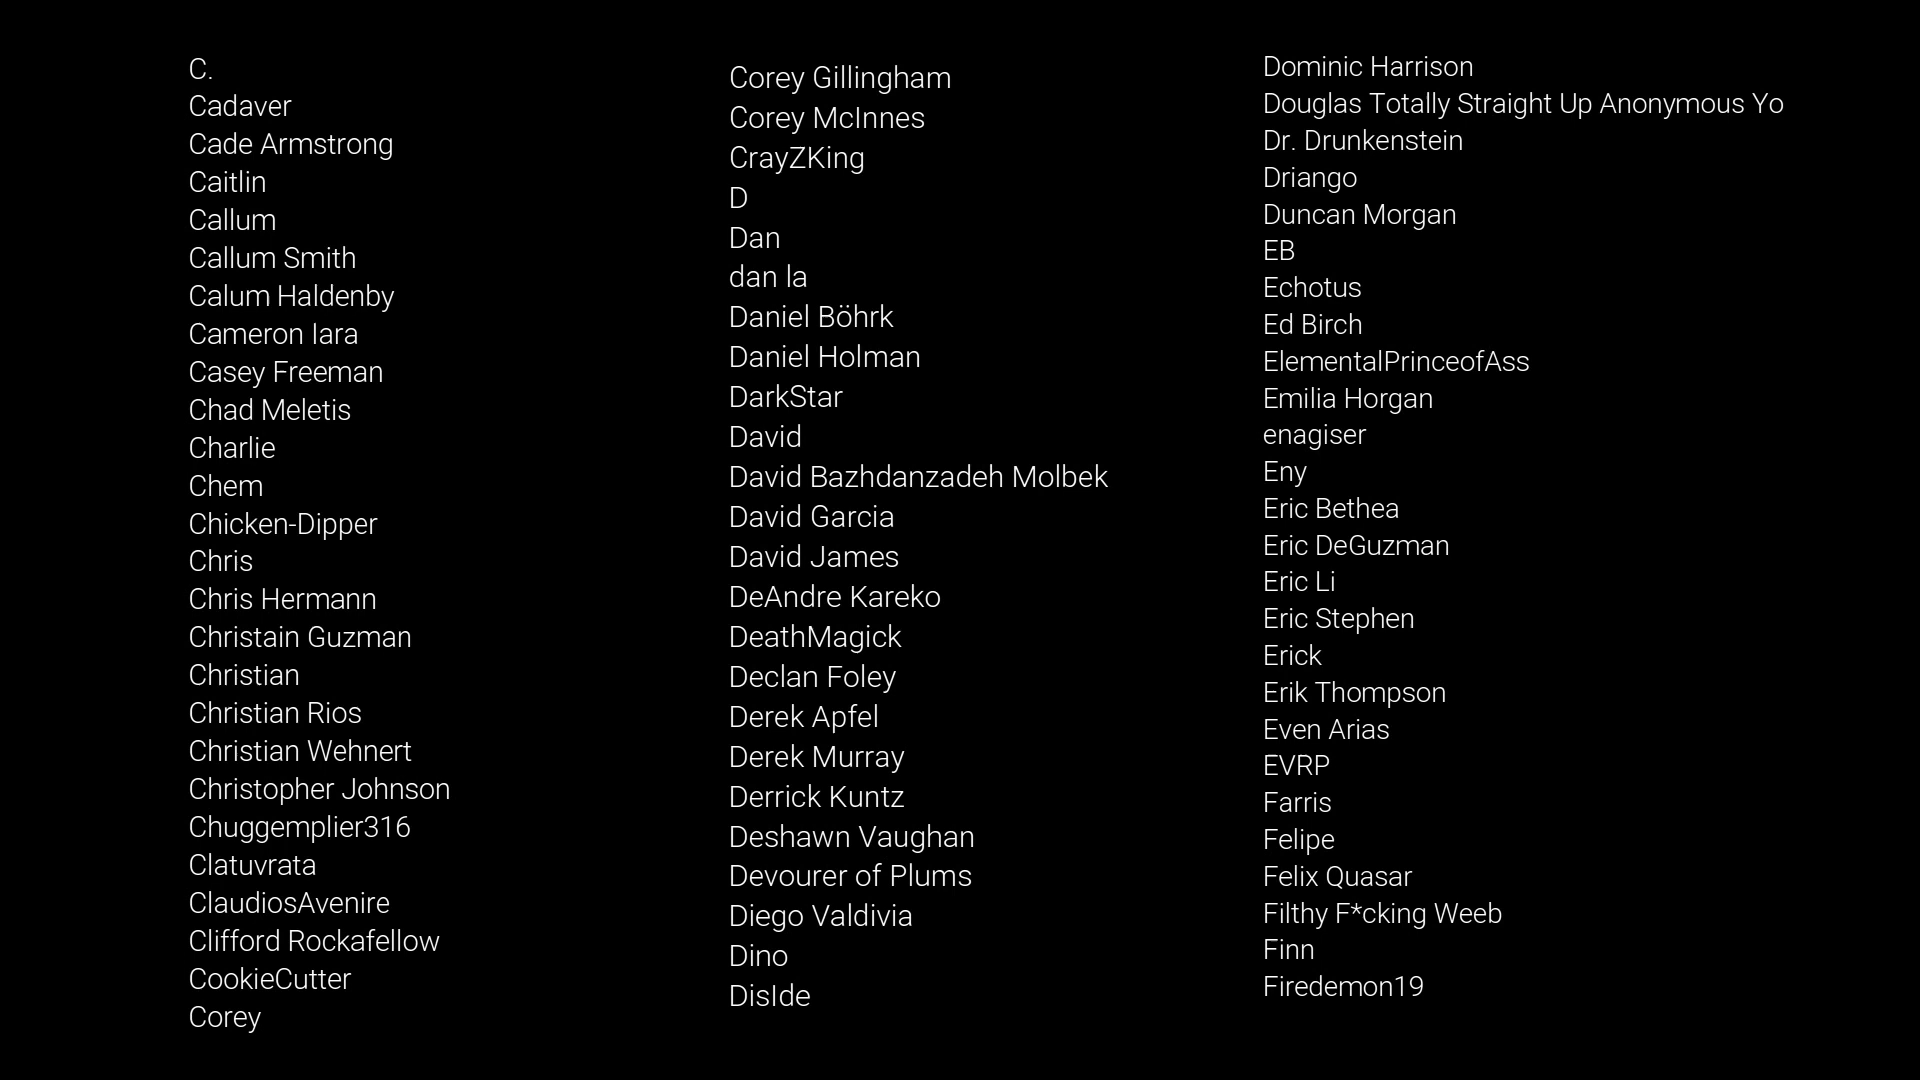 C.
Cadaver
Cade Armstrong
Caitlin
Callum
Callum Smith
Calum Haldenby
Cameron Iara
Casey Freeman
Chad Meletis
Charlie
Chem
Chicken-Dipper
Chris
Chris Hermann
Christain Guzman
Christian
Christian Rios
Christian Wehnert
Christopher Johnson
Chuggemplier316
Clatuvrata
ClaudiosAvenire
Clifford Rockafellow
CookieCutter
Corey
Corey Gillingham
Corey McInnes
CrayZKing
D
Dan
dan la
Daniel Böhrk
Daniel Holman
DarkStar
David
David Bazhdanzadeh Molbek
David Garcia
David James
DeAndre Kareko
DeathMagick
Declan Foley
Derek Apfel
Derek Murray
Derrick Kuntz
Deshawn Vaughan
Devourer of Plums
Diego Valdivia
Dino
DisIde
Dominic Harrison
Douglas Totally Straight Up Anonymous Yo
Dr. Drunkenstein
Driango
Duncan Morgan
EB
Echotus
Ed Birch
ElementalPrinceofAss
Emilia Horgan
enagiser
Eny
Eric Bethea
Eric DeGuzman
Eric Li
Eric Stephen
Erick
Erik Thompson
Even Arias
EVRP
Farris
Felipe
Felix Quasar
Filthy F*cking Weeb
Finn
Firedemon19